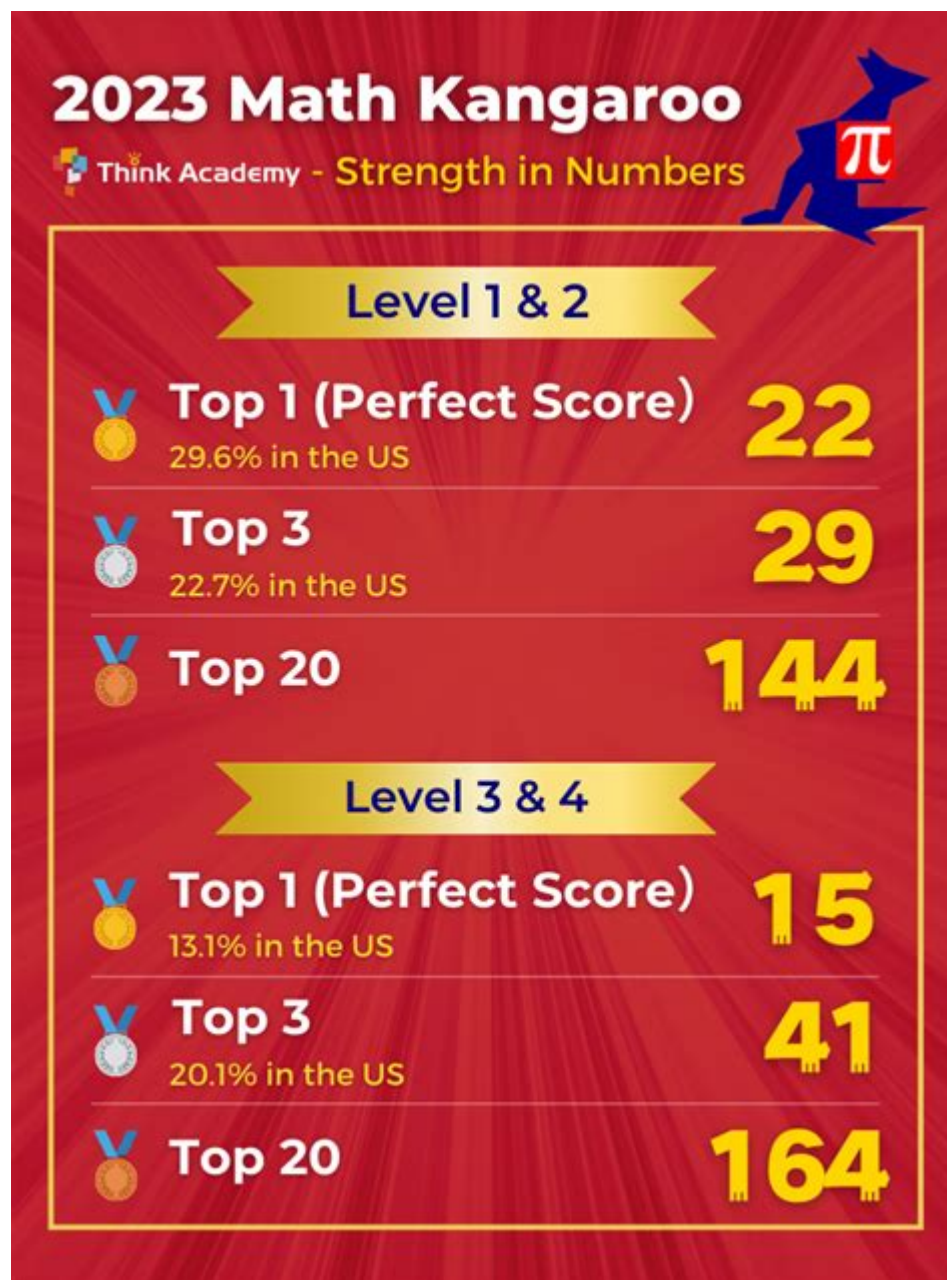 2023 Math Kangaroo
π
Think Academy - Strength in Numbers
Level 1 & 2
Top 1 (Perfect Score） 22
29.6% in the US
Top 3 29
22.7% in the US
Top 20 144
Level 3 & 4
Top 1 (Perfect Score） 15
13.1% in the US
Top 3 41
20.1% in the US
Top 20 164